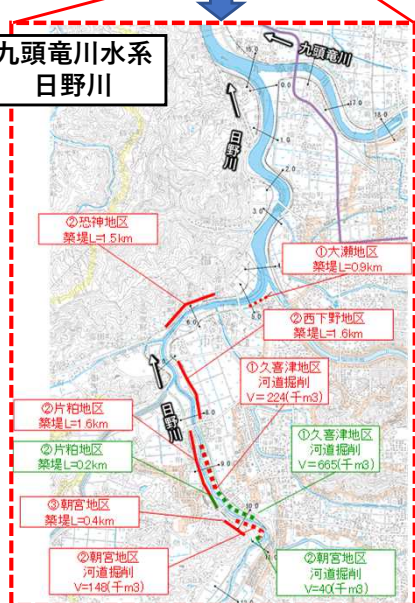 九頭竜川水系
日野川
九頭竜川
日野川
②恐神地区
築堤L=1.5km
①大瀬地区
築堤L=0.9km
②西下野地区
築堤L=1.6km
①久喜津地区
河道掘削
V=224(千m3)
②片粕地区
築堤L=1.6km
日野川
②片粕地区
築堤L=0.2km
①久喜津地区
河道掘削
V=665(千m3)
③朝宮地区
築堤L=0.4km
②朝宮地区
河道掘削
V=148(千m3)
②朝宮地区
河道掘削
V=40(千m3)